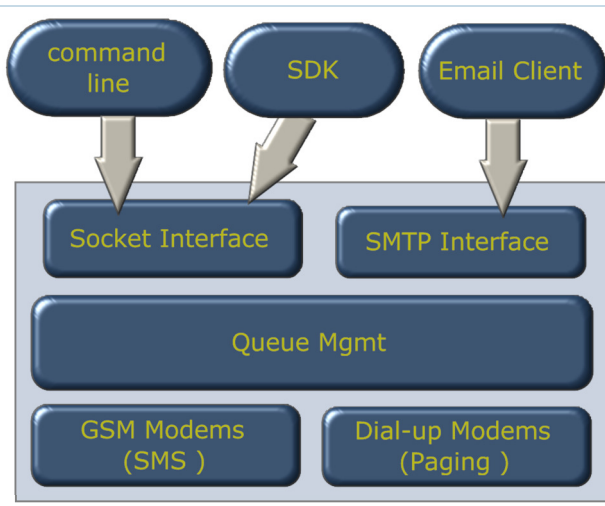 command
line
SDK
Email Client
Socket Interface
SMTP Interface
Queue Mgmt
GSM Modems
(SMS )
Dial-up Modems
(Paging )